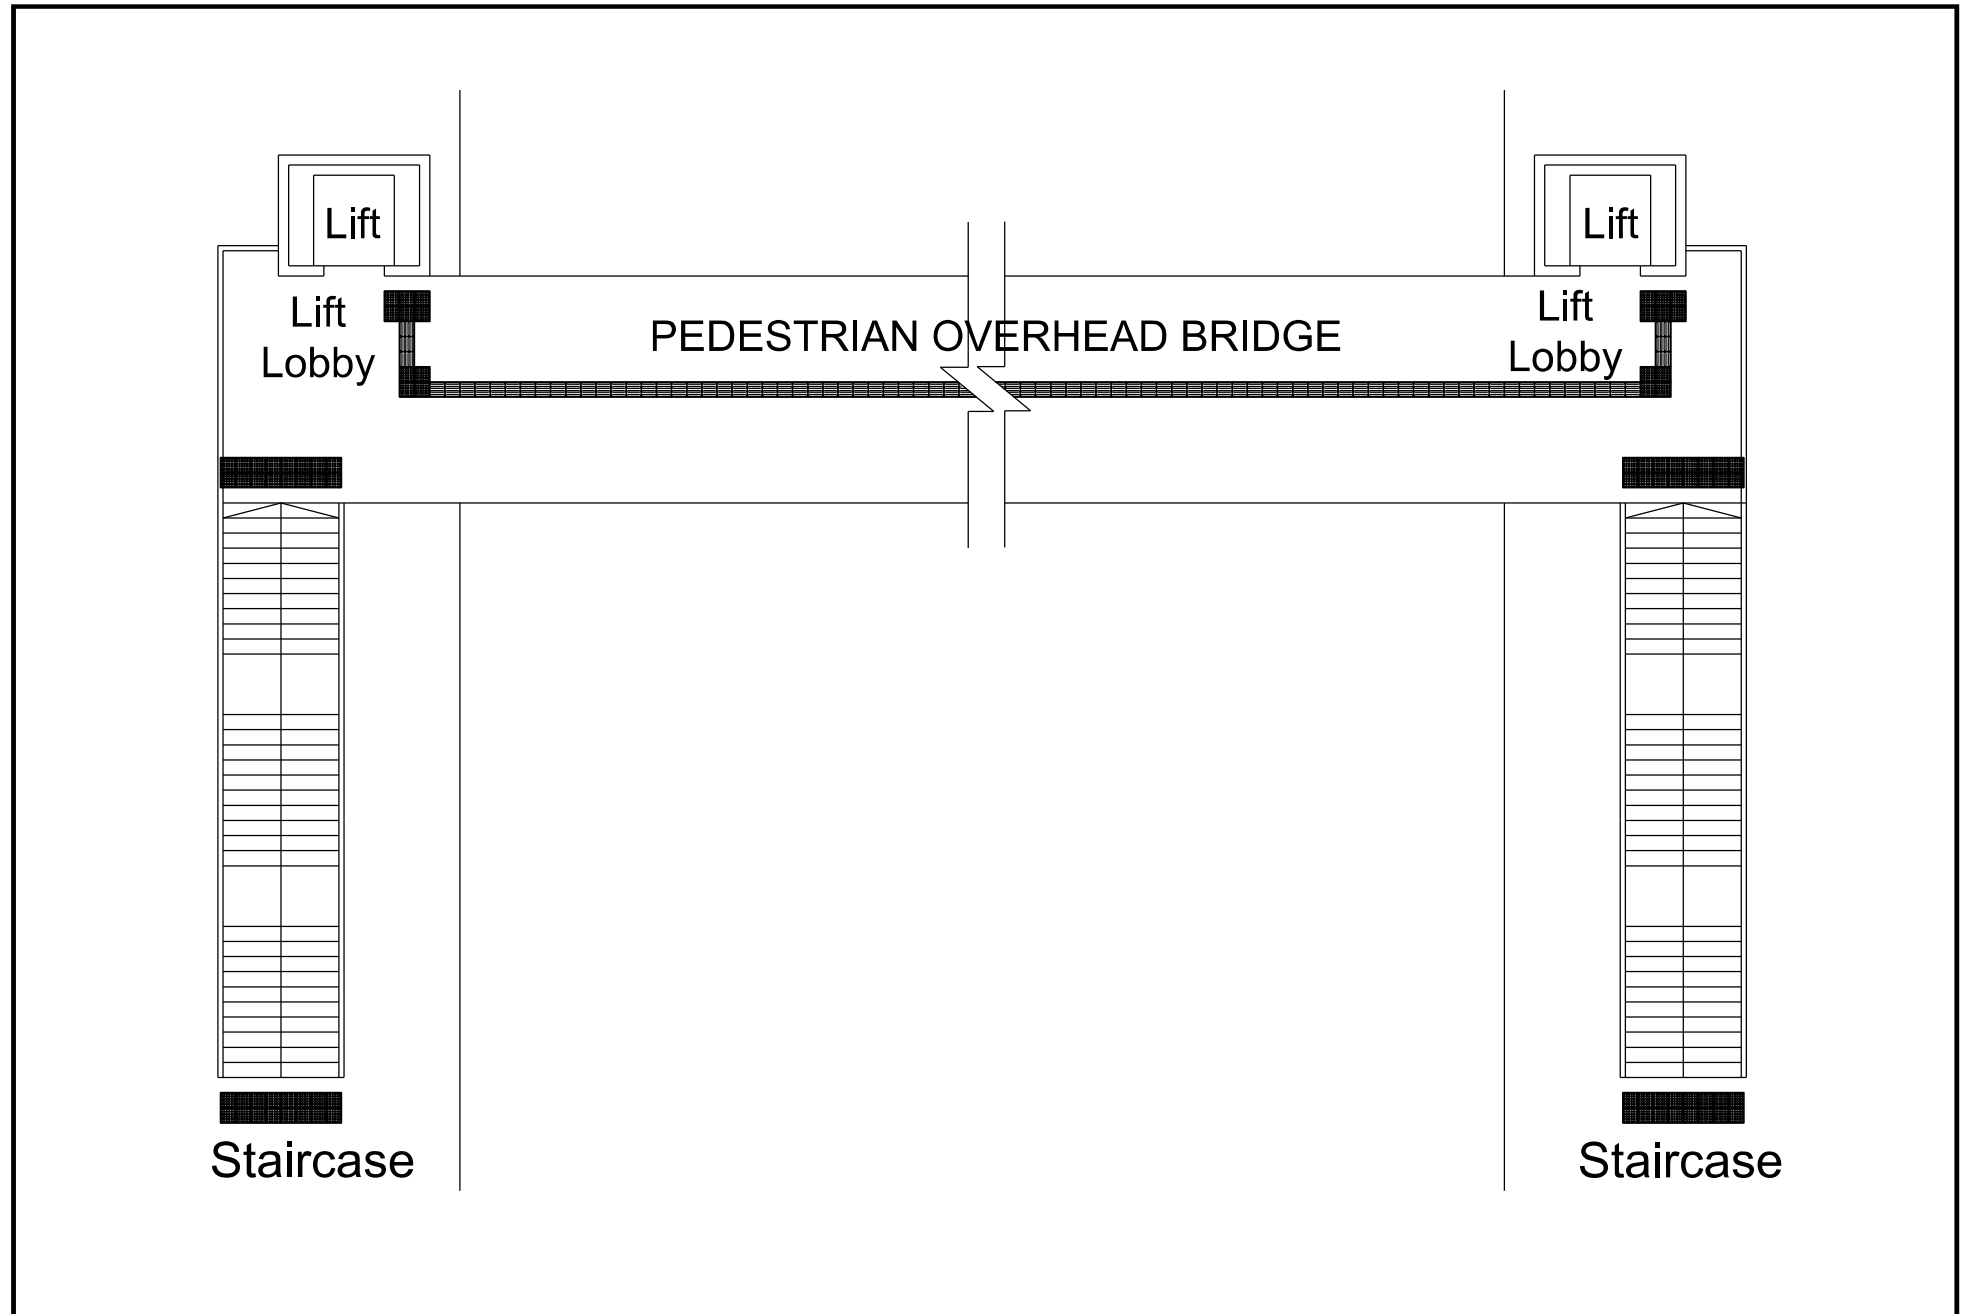 Lift
Lift
Lift
Lobby
PEDESTRIAN OVERHEAD BRIDGE
Lift
Lobby
Staircase
Staircase